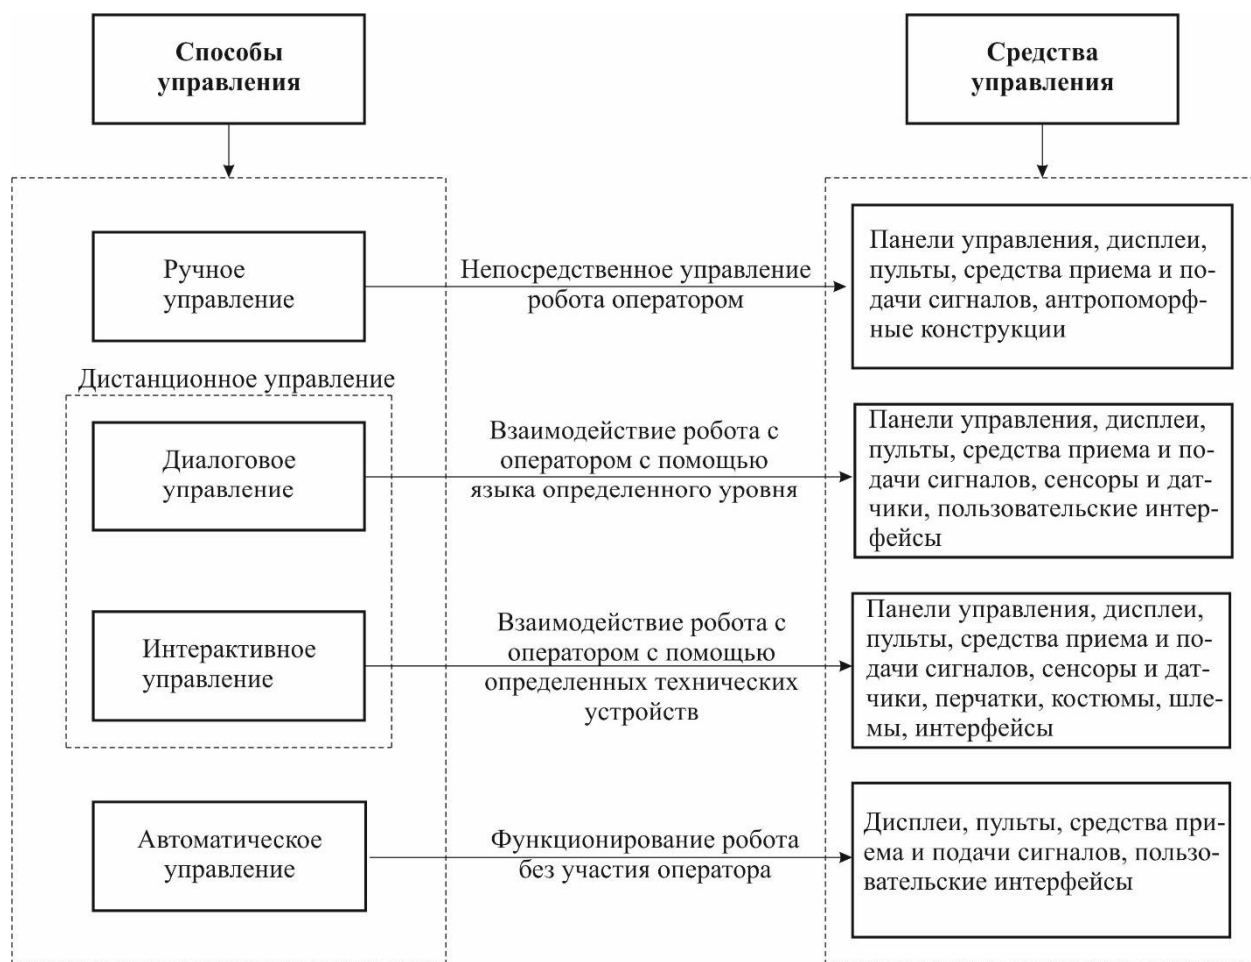 Способы
управления
Средства
управления
Ручное
управление
Непосредственное управление
робота оператором
Панели управления, дисплеи,
пульты, средства приема и по-
дачи сигналов, антропоморф-
ные конструкции
Дистанционное управление
Диалоговое
управление
Взаимодействие робота с
оператором с помощью
языка определенного уровня
Панели управления, дисплеи,
пульты, средства приема и по-
дачи сигналов, сенсоры и дат-
чики, пользовательские интер-
фейсы
Интерактивное
управление
Взаимодействие робота с
оператором с помощью
определенных технических
устройств
Панели управления, дисплеи,
пульты, средства приема и по-
дачи сигналов, сенсоры и дат-
чики, перчатки, костюмы, шле-
мы, интерфейсы
Автоматическое
управление
Функционирование робота
без участия оператора
Дисплеи, пульты, средства при-
ема и подачи сигналов, пользо-
вательские интерфейсы